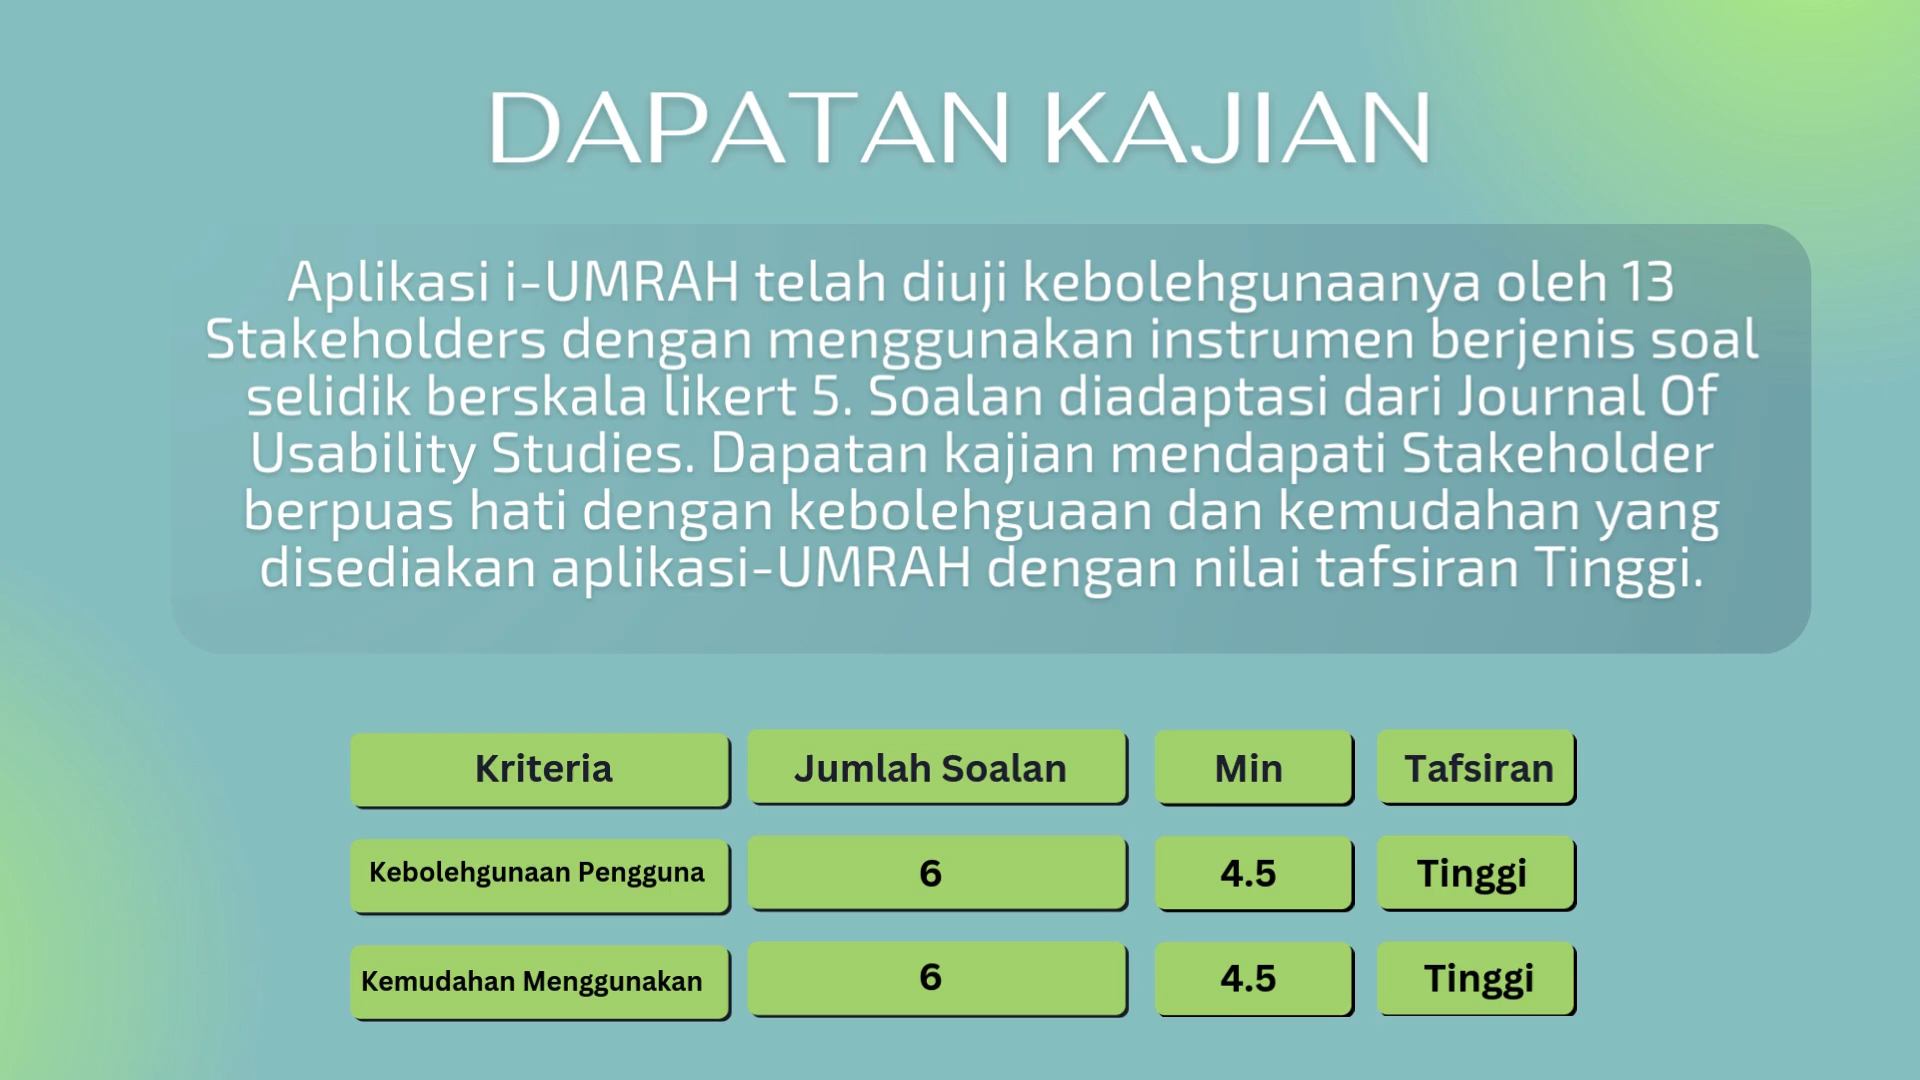 DAPATAN KAJIAN
Aplikasi i-UMRAH telah diuji kebolehgunaanya oleh 13
Stakeholders dengan menggunakan instrumen berjenis soal
selidik berskala likert 5. Soalan diadaptasi dari Journal Of
Usability Studies. Dapatan kajian mendapati Stakeholder
berpuas hati dengan kebolehguaan dan kemudahan yang
disediakan aplikasi-UMRAH dengan nilai tafsiran Tinggi.
Kriteria Jumlah Soalan Min Tafsiran
Kebolehgunaan Pengguna 6 4.5 Tinggi
Kemudahan Menggunakan 6 4.5 Tinggi